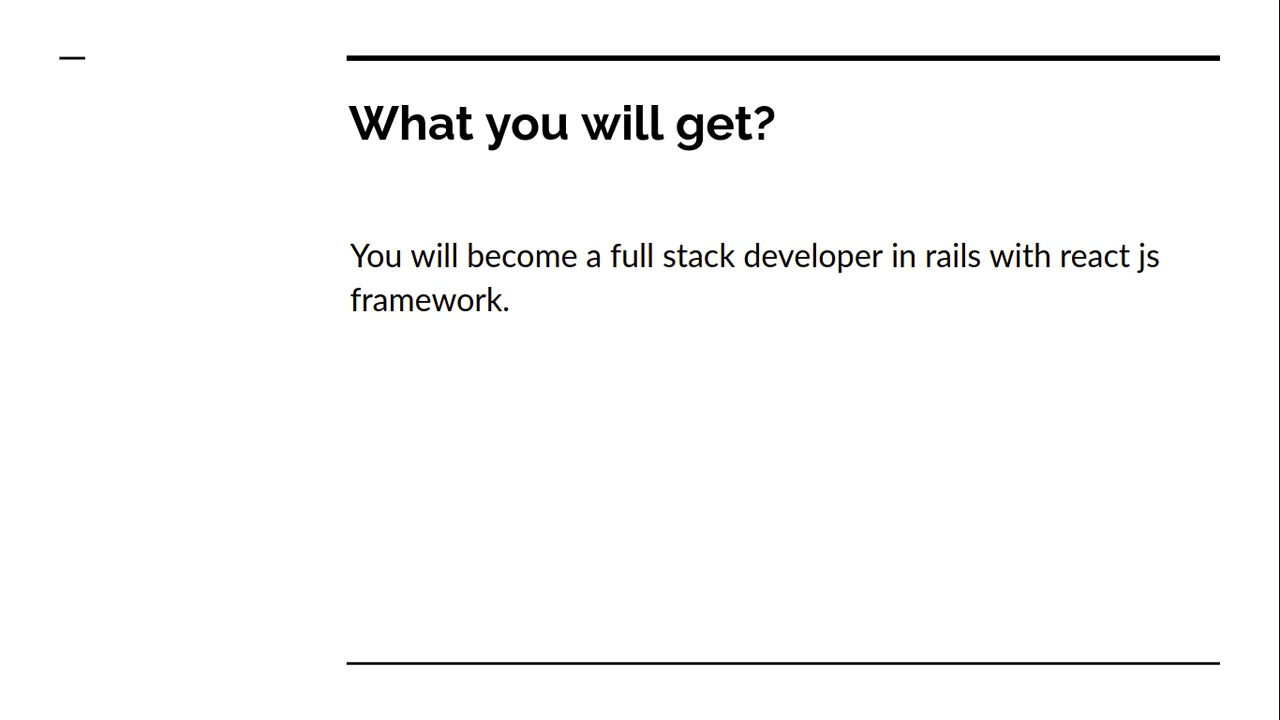 What you will get?
You will become a full stack developer in rails with react js
framework.